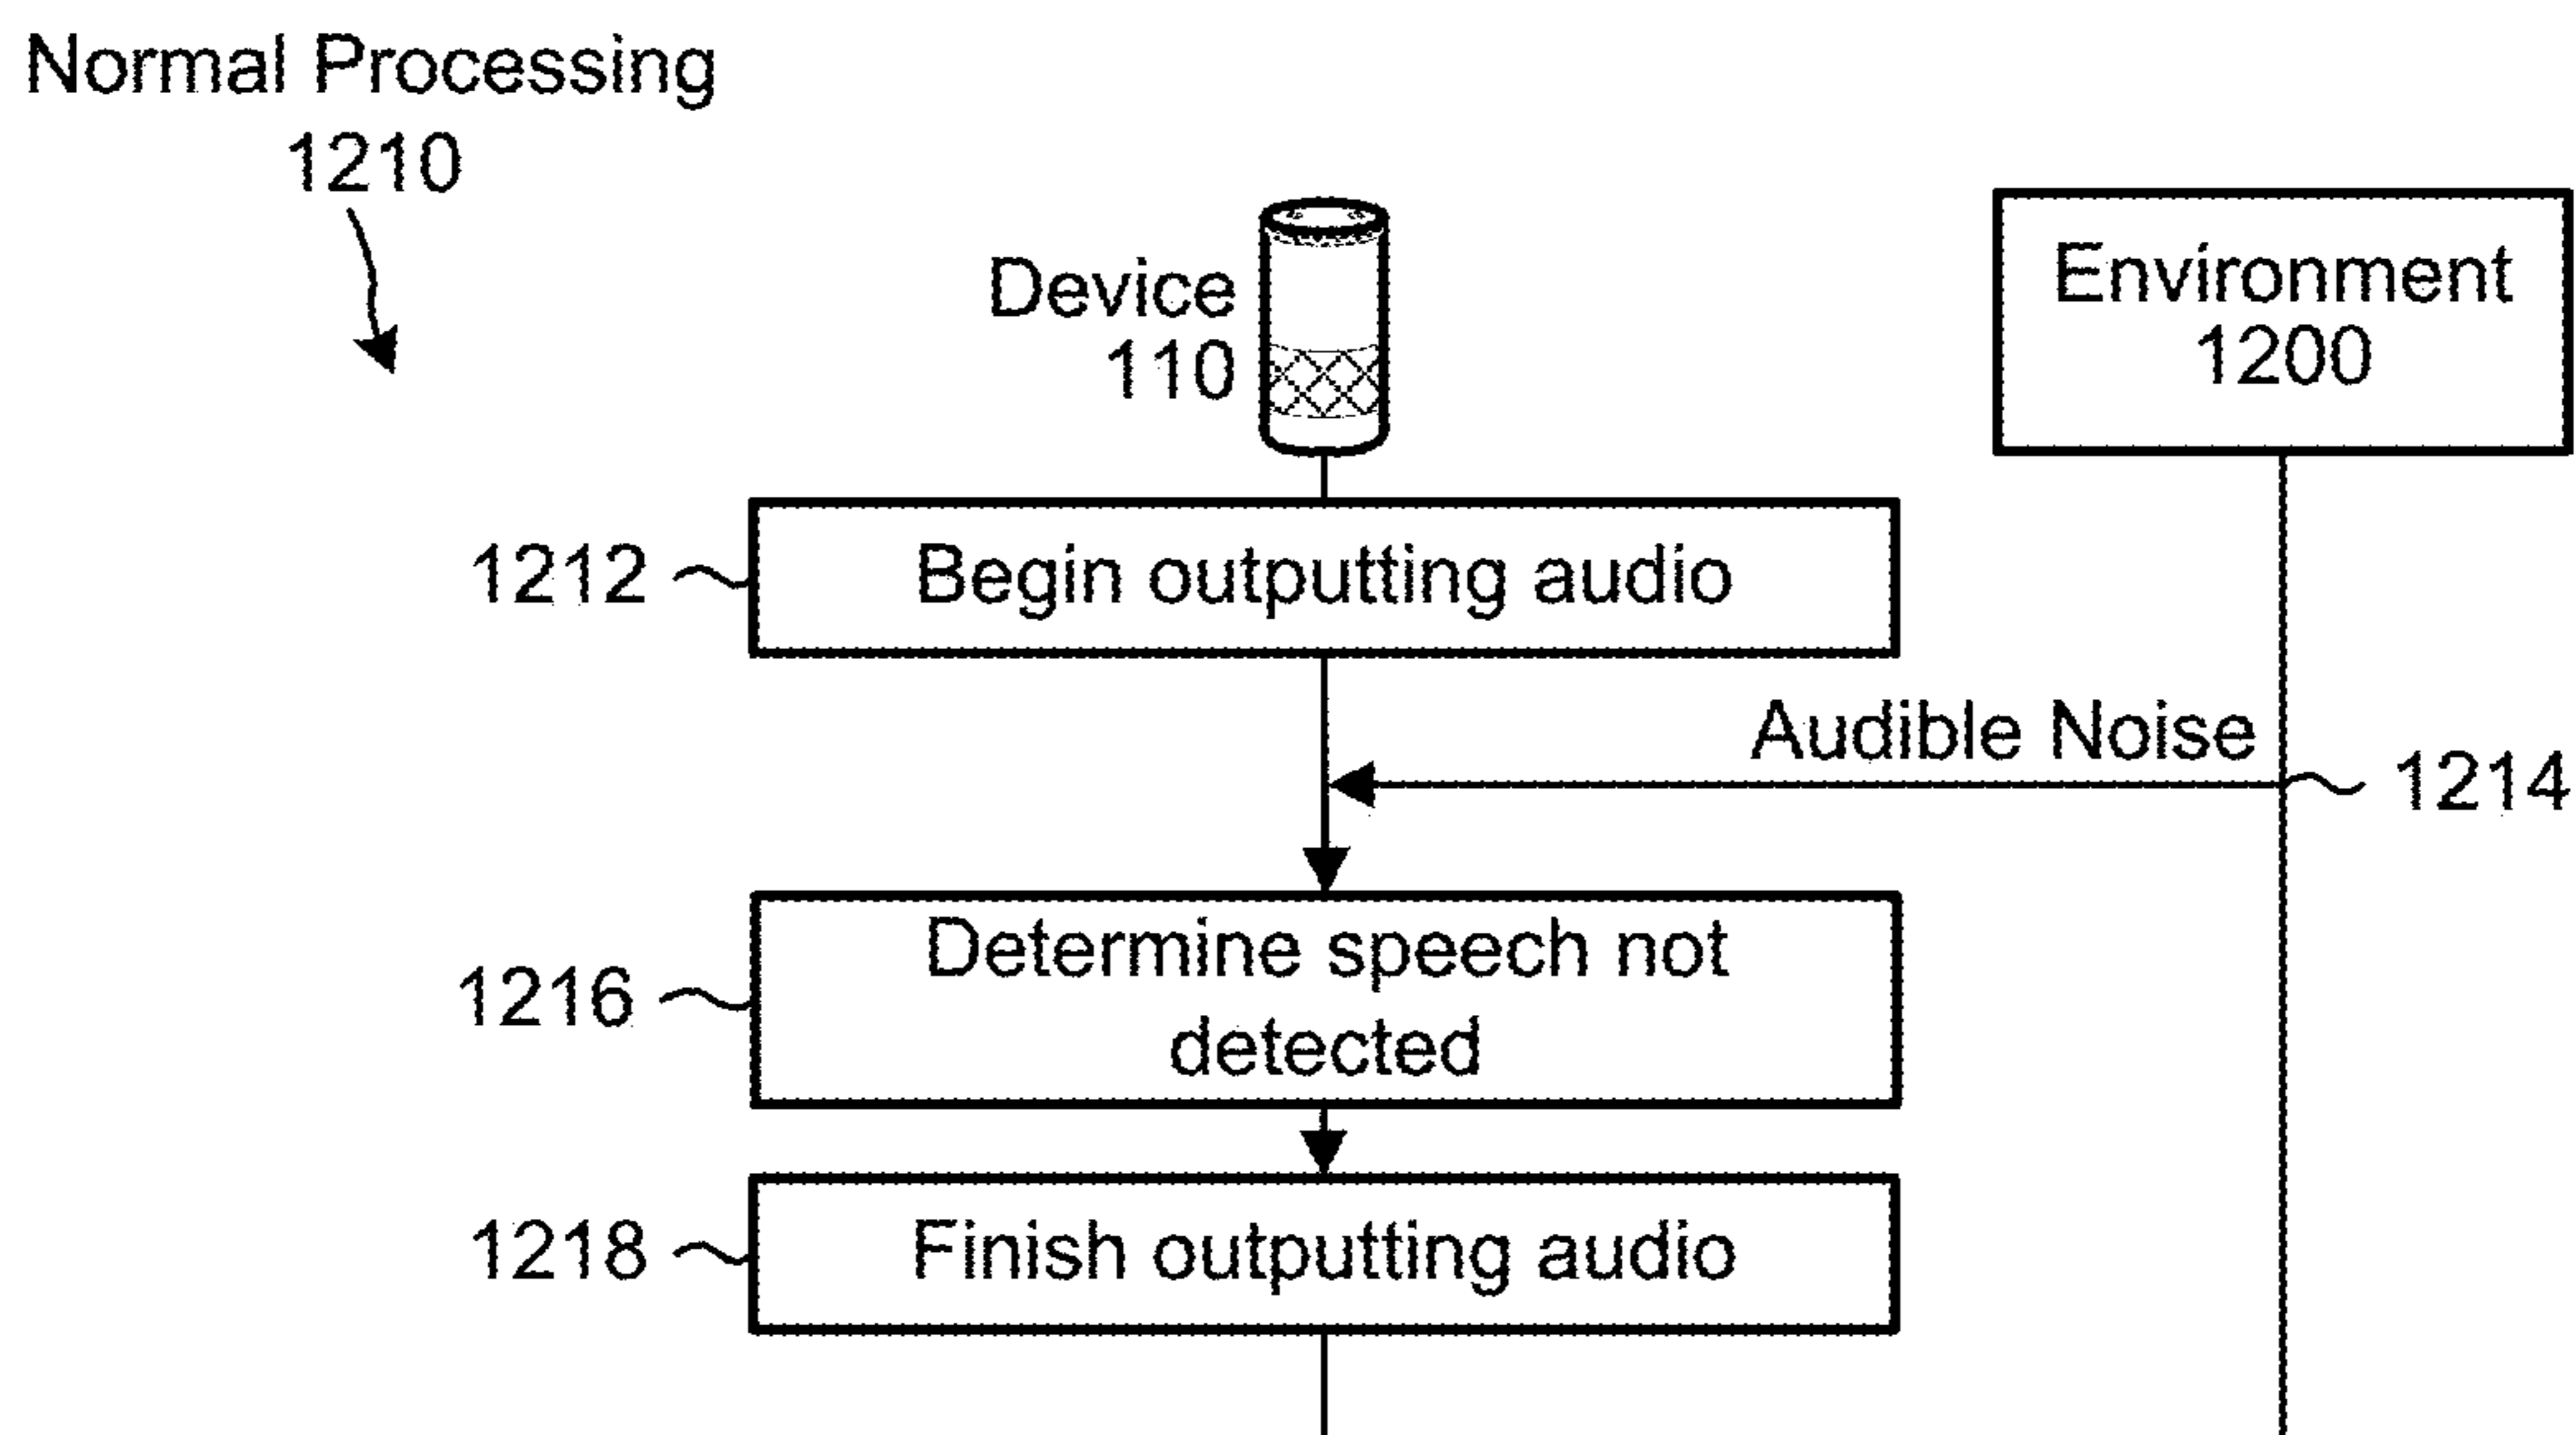 Normal Processing
1210
Device
110
Environment
1200
1212
Begin outputting audio
Audible Noise
1214
1216
Determine speech not
detected
1218
Finish outputting audio